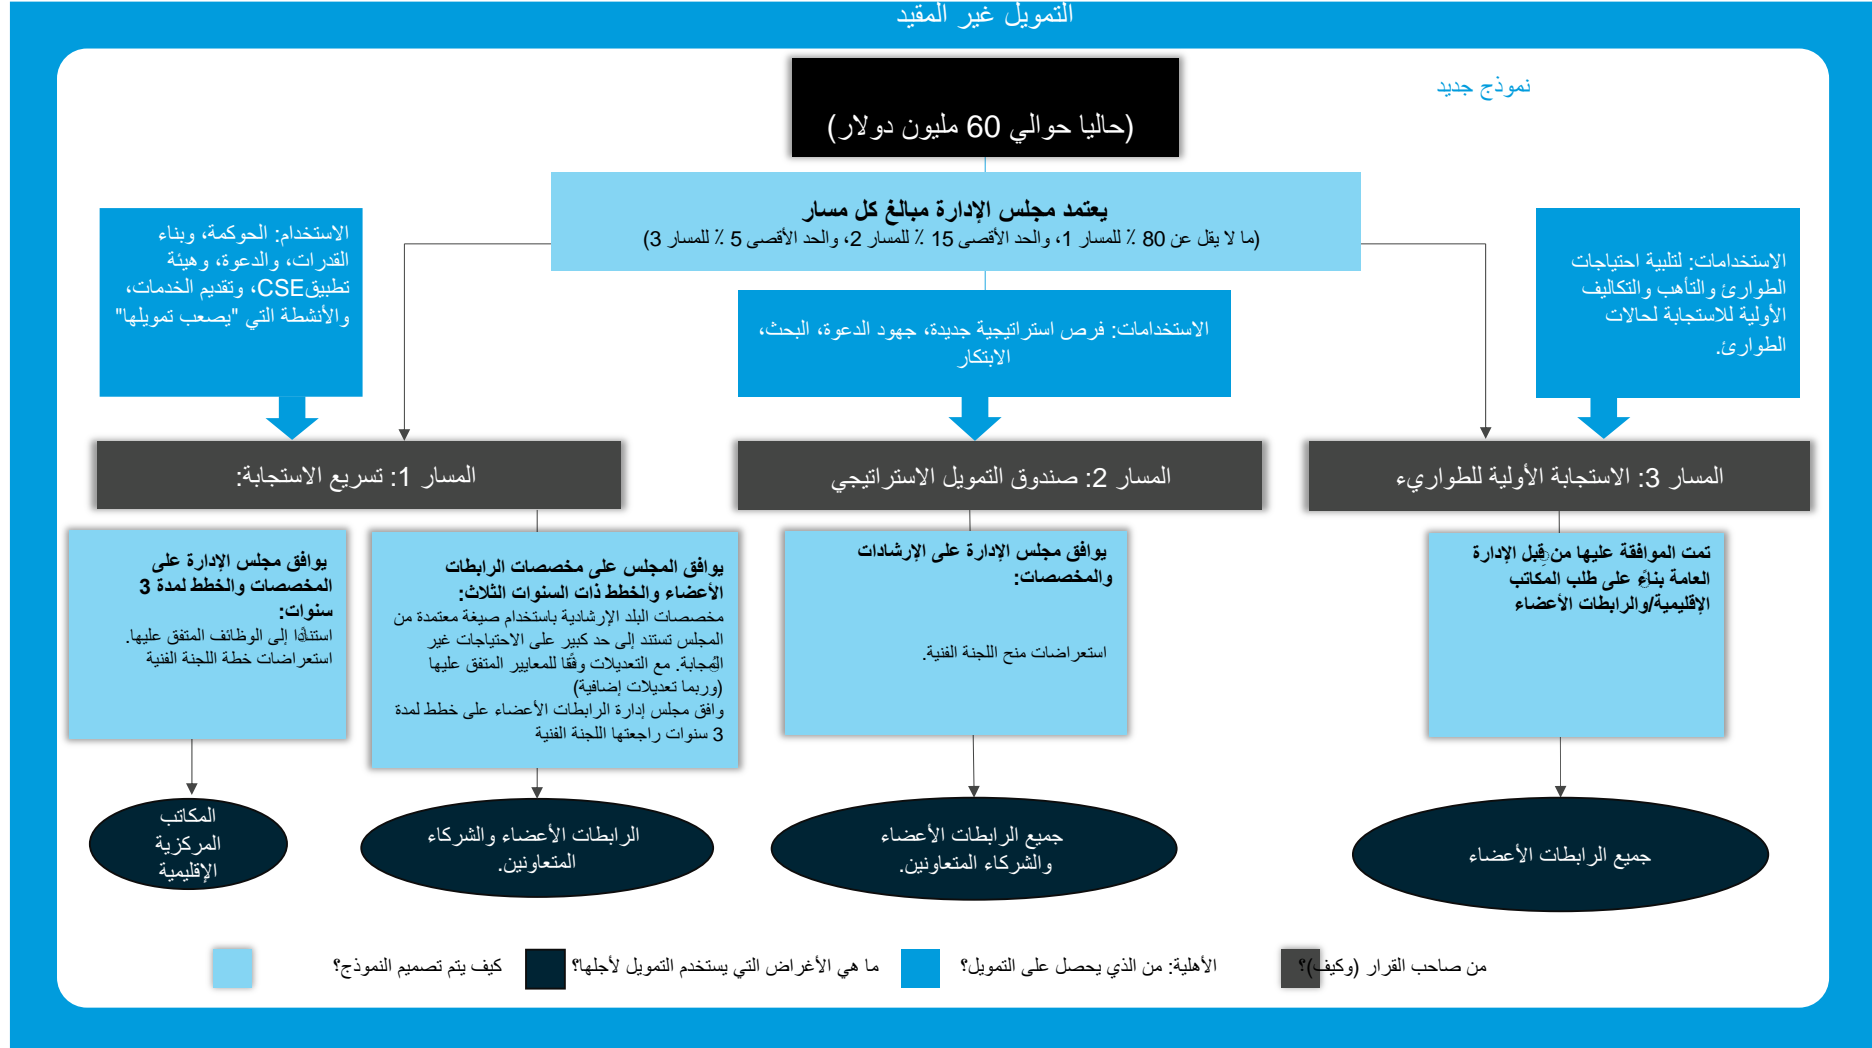 التمويل غير المقيد
نموذج جديد
(حاليا حوالي 60 مليون دولار)
يعتمد مجلس الإدارة مبالغ كل مسار
(ما لا يقل عن 80 ٪ للمسار 1، والحد الأقصى 15 ٪ للمسار 2، والحد الأقصى 5 ٪ للمسار 3)
الاستخدامات: لتلبية احتياجات
الطوارئ والتأهب والتكاليف
الأولية للاستجابة لحالات
الطوارئ.
الاستخدامات: فرص استراتيجية جديدة، جهود الدعوة، البحث،
الابتكار
الاستخدام: الحوكمة، وبناء
القدرات، والدعوة، وهيئة
تطبيقCSE، وتقديم الخدمات،
والأنشطة التي "يصعب تمويلها"
المسار 3: الاستجابة الأولية للطواريء
المسار 2: صندوق التمويل الاستراتيجي
المسار 1: تسريع الاستجابة:
تمت الموافقة عليها من قِبل الإدارة
العامة بناءً على طلب المكاتب
الإقليمية/والرابطات الأعضاء
يوافق مجلس الإدارة على الإرشادات
والمخصصات:
استعراضات منح اللجنة الفنية.
يوافق المجلس على مخصصات الرابطات
الأعضاء والخطط ذات السنوات الثلاث:
مخصصات البلد الإرشادية باستخدام صيغة معتمدة من
المجلس تستند إلى حد كبير على الاحتياجات غير
المُجابة. مع التعديلات وفقًا للمعايير المتفق عليها
(وربما تعديلات إضافية)
وافق مجلس إدارة الرابطات الأعضاء على خطط لمدة
3 سنوات راجعتها اللجنة الفنية
يوافق مجلس الإدارة على
المخصصات والخطط لمدة 3
سنوات:
استنادًا إلى الوظائف المتفق عليها.
استعراضات خطة اللجنة الفنية
جميع الرابطات الأعضاء
جميع الرابطات الأعضاء
والشركاء المتعاونين.
الرابطات الأعضاء والشركاء
المتعاونين.
المكاتب
المركزية
الإقليمية
من صاحب القرار (وكيف)؟
الأهلية: من الذي يحصل على التمويل؟
ما هي الأغراض التي يستخدم التمويل لأجلها؟
كيف يتم تصميم النموذج؟